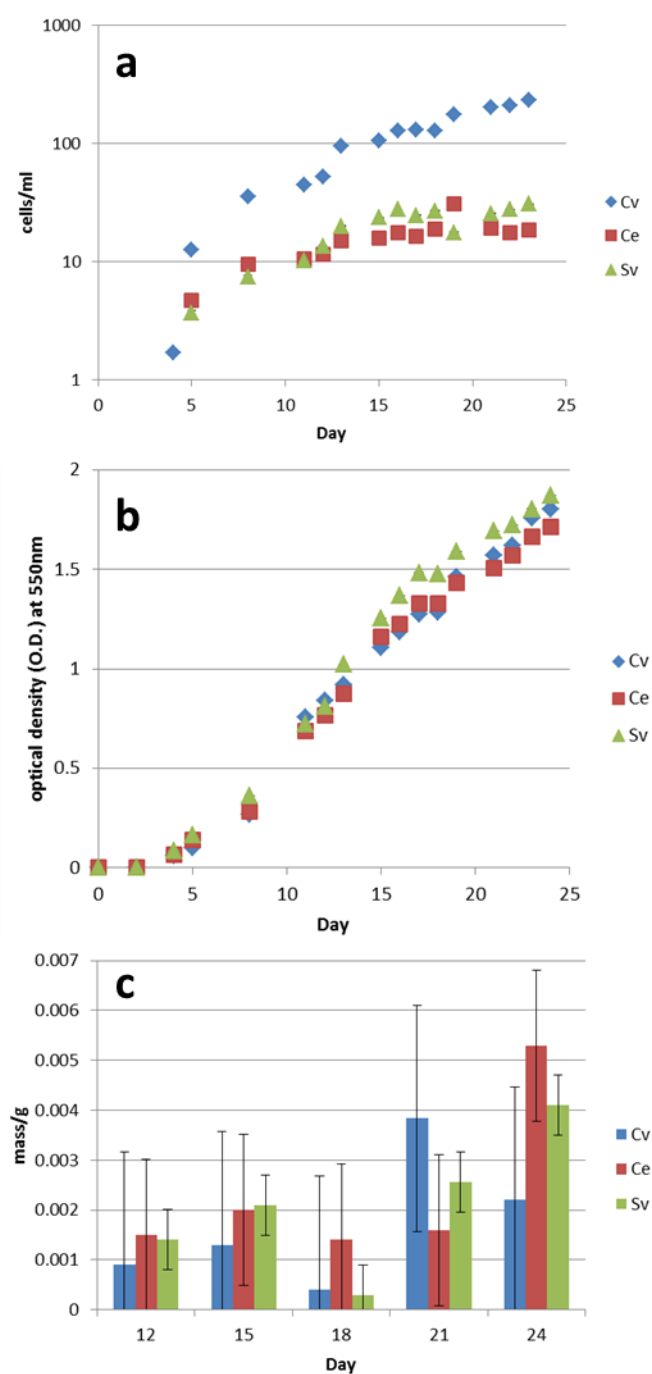 a
1000
100
10
1
cells/ml
0 5 10 15 20 25
Day
Cv
Ce
Sv
b
2
1.5
1
0.5
0
optical density (O.D.) at 550nm
0 5 10 15 20 25
Day
Cv
Ce
Sv
c
0.007
0.006
0.005
0.004
0.003
0.002
0.001
0
mass/g
12 15 18 21 24
Day
Cv
Ce
Sv